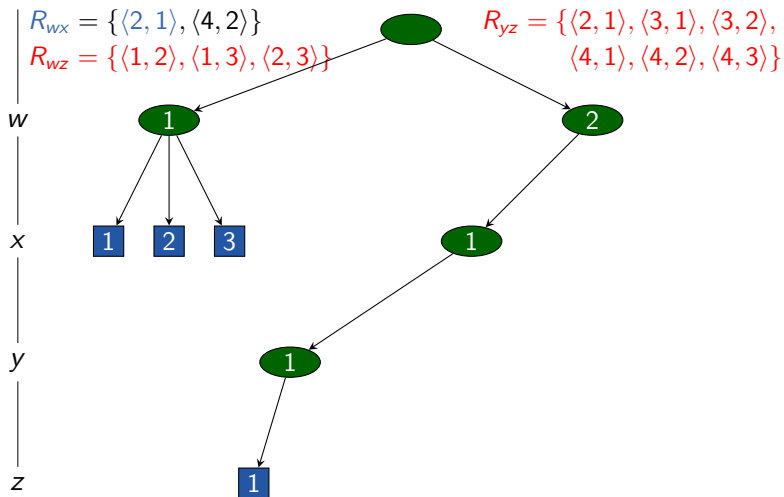 R_wx = {⟨2, 1⟩, ⟨4, 2⟩}
R_wz = {⟨1, 2⟩, ⟨1, 3⟩, ⟨2, 3⟩}
R_yz = {⟨2, 1⟩, ⟨3, 1⟩, ⟨3, 2⟩,
⟨4, 1⟩, ⟨4, 2⟩, ⟨4, 3⟩}
w 1 2
x 1 2 3 1
y 1
z 1